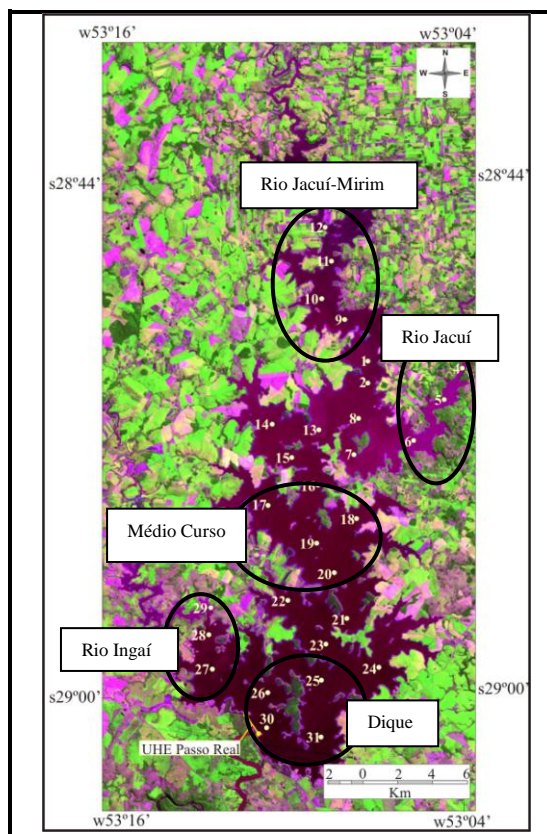 w53º16' w53º04'
N
W E
S
s28º44' s28º44'
Rio Jacuí-Mirim
12
11
10
9
Rio Jacuí
1
4
2
5
8
14
13
6
7
15
16
17
18
Médio Curso
19
20
22
29
21
28
23
Rio Ingaí
24
27
25
26
s29º00' s29º00'
Dique
30
31
UHE Passo Real
2 0 2 4 6
Km
w53º16' w53º04'